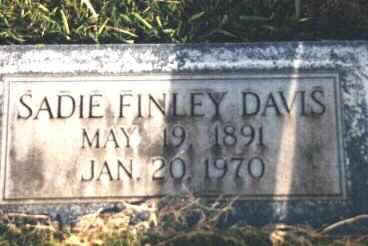 SADIE FINLEY DAVIS
MAY 19 1891
JAN. 20, 1970